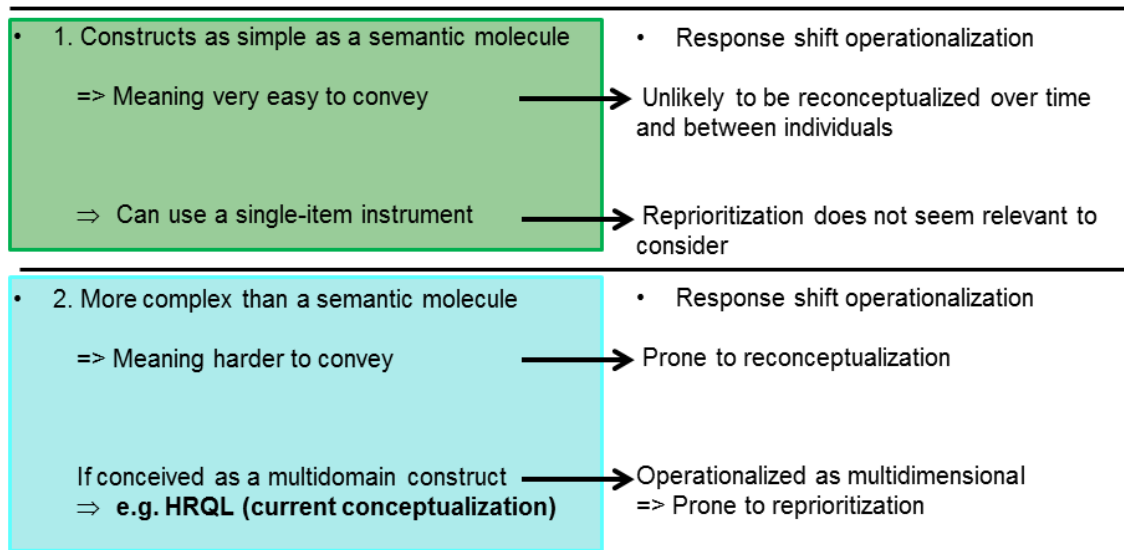 • 1. Constructs as simple as a semantic molecule
• Response shift operationalization
=> Meaning very easy to convey
Unlikely to be reconceptualized over time
and between individuals
⇒ Can use a single-item instrument
Reprioritization does not seem relevant to
consider
• 2. More complex than a semantic molecule
• Response shift operationalization
=> Meaning harder to convey
Prone to reconceptualization
If conceived as a multidomain construct
⇒ e.g. HRQL (current conceptualization)
Operationalized as multidimensional
=> Prone to reprioritization